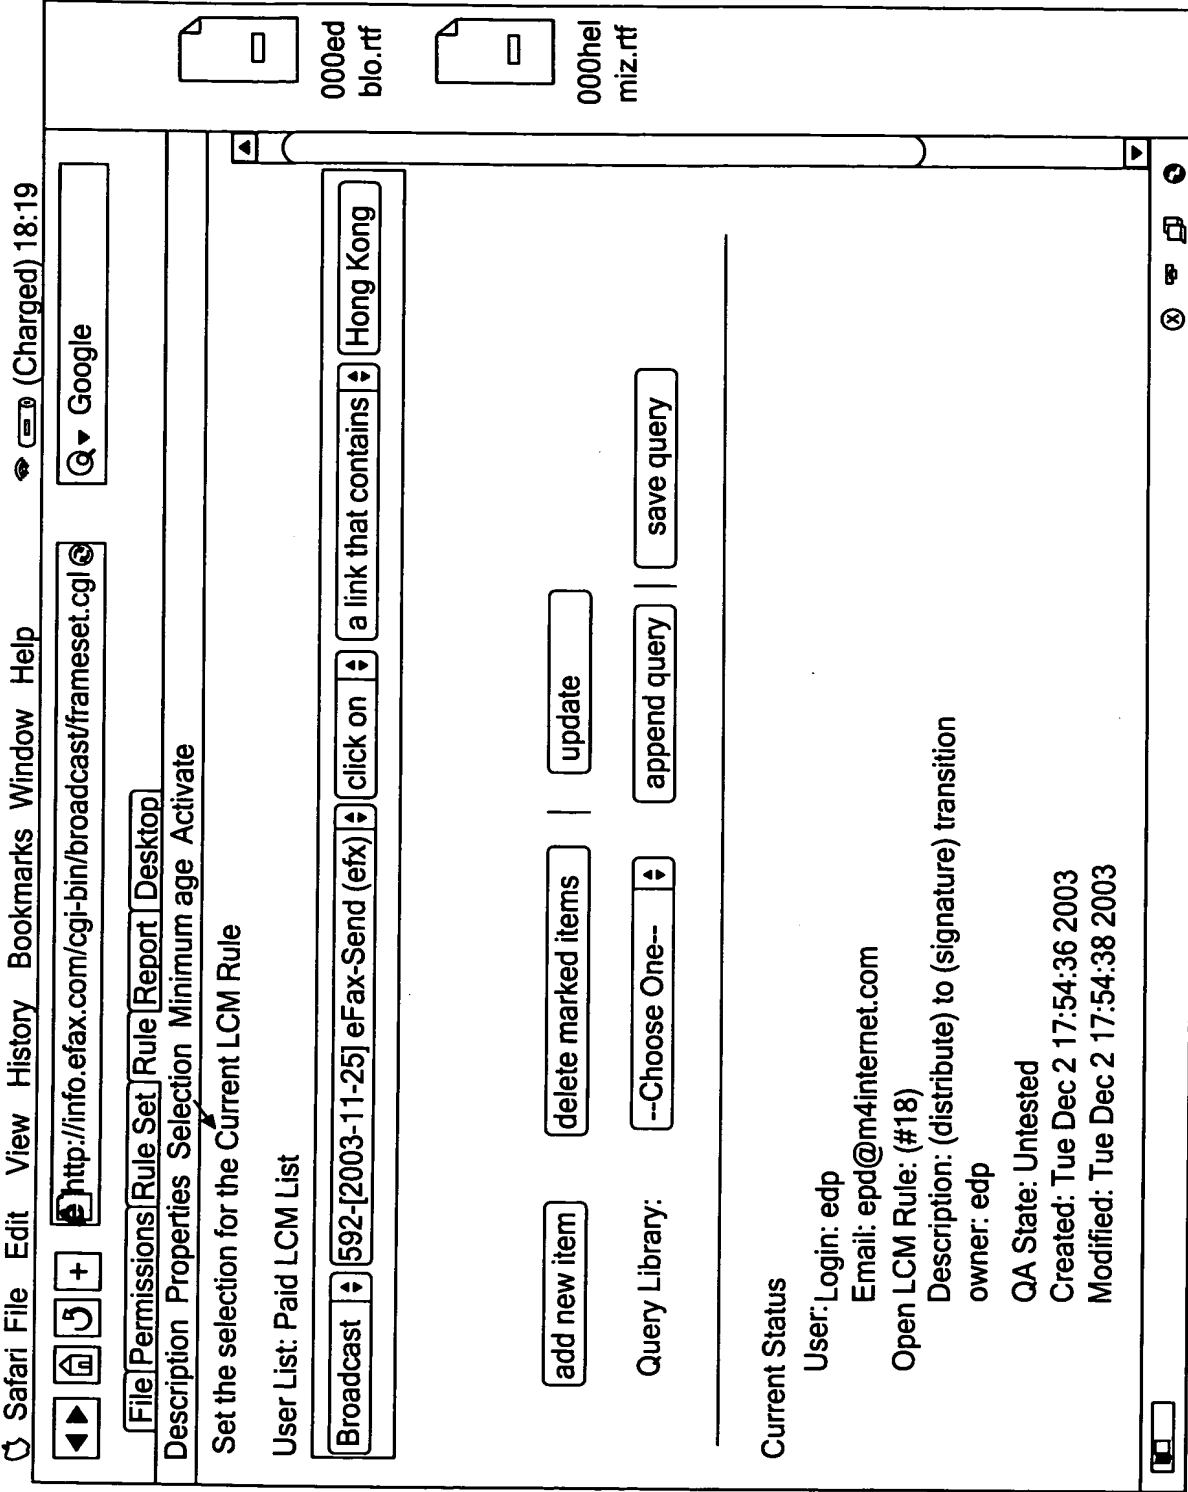 Safari File Edit View History Bookmarks Window Help (Charged) 18:19
http://info.efax.com/cgi-bin/broadcast/frameset.cgl Google
File Permissions Rule Set Rule Report Desktop
Description Properties Selection Minimum age Activate
Set the selection for the Current LCM Rule
User List: Paid LCM List
Broadcast 592-[2003-11-25] eFax-Send (efx) click on a link that contains Hong Kong
add new item delete marked items | update
Query Library: --Choose One-- append query | save query
Current Status
User: Login: edp
Email: epd@m4internet.com
Open LCM Rule: (#18)
Description: (distribute) to (signature) transition
owner: edp
QA State: Untested
Created: Tue Dec 2 17:54:36 2003
Modified: Tue Dec 2 17:54:38 2003
000ed
blo.rtf
000hel
miz.rtf